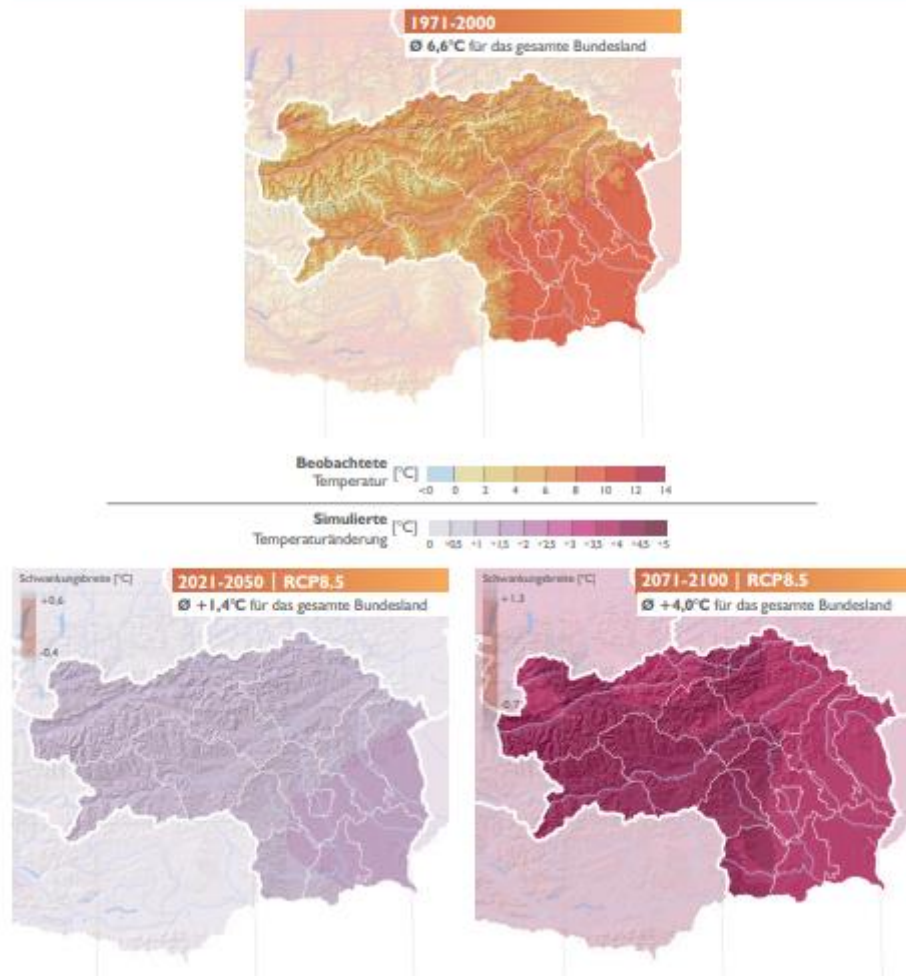 1971-2000
Ø 6,6°C für das gesamte Bundesland
Beobachtete
Temperatur
[°C]
<0 0 2 4 6 8 10 12 14
Simulierte
Temperaturänderung
[°C]
0 +0,5 +1 +1,5 +2 +2,5 +3 +3,5 +4 +4,5 +5
Schwankungsbreite [°C]
+0,6
-0,4
2021-2050 | RCP8.5
Ø +1,4°C für das gesamte Bundesland
Schwankungsbreite [°C]
+1,3
-0,7
2071-2100 | RCP8.5
Ø +4,0°C für das gesamte Bundesland